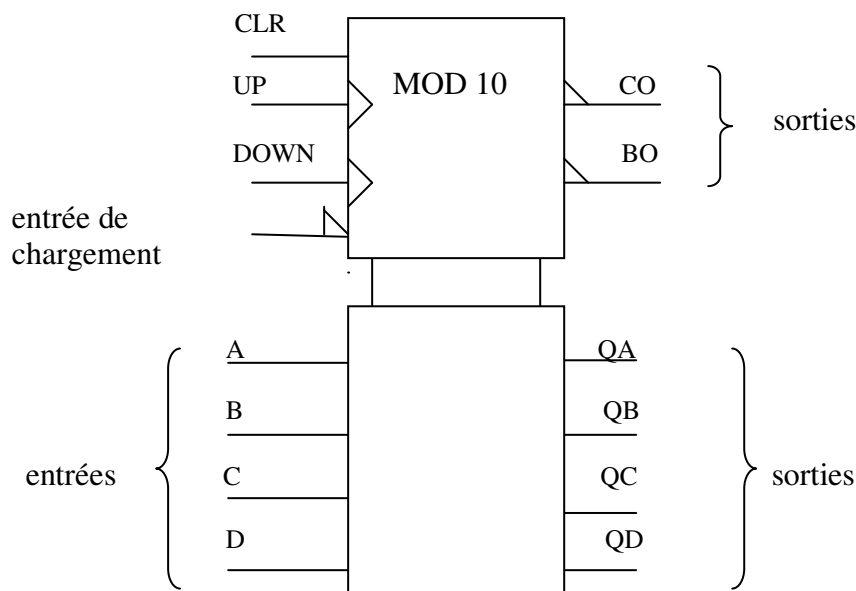 CLR
UP
MOD 10
CO
sorties
DOWN
BO
entrée de
chargement
A
QA
B
QB
entrées
C
QC
sorties
D
QD